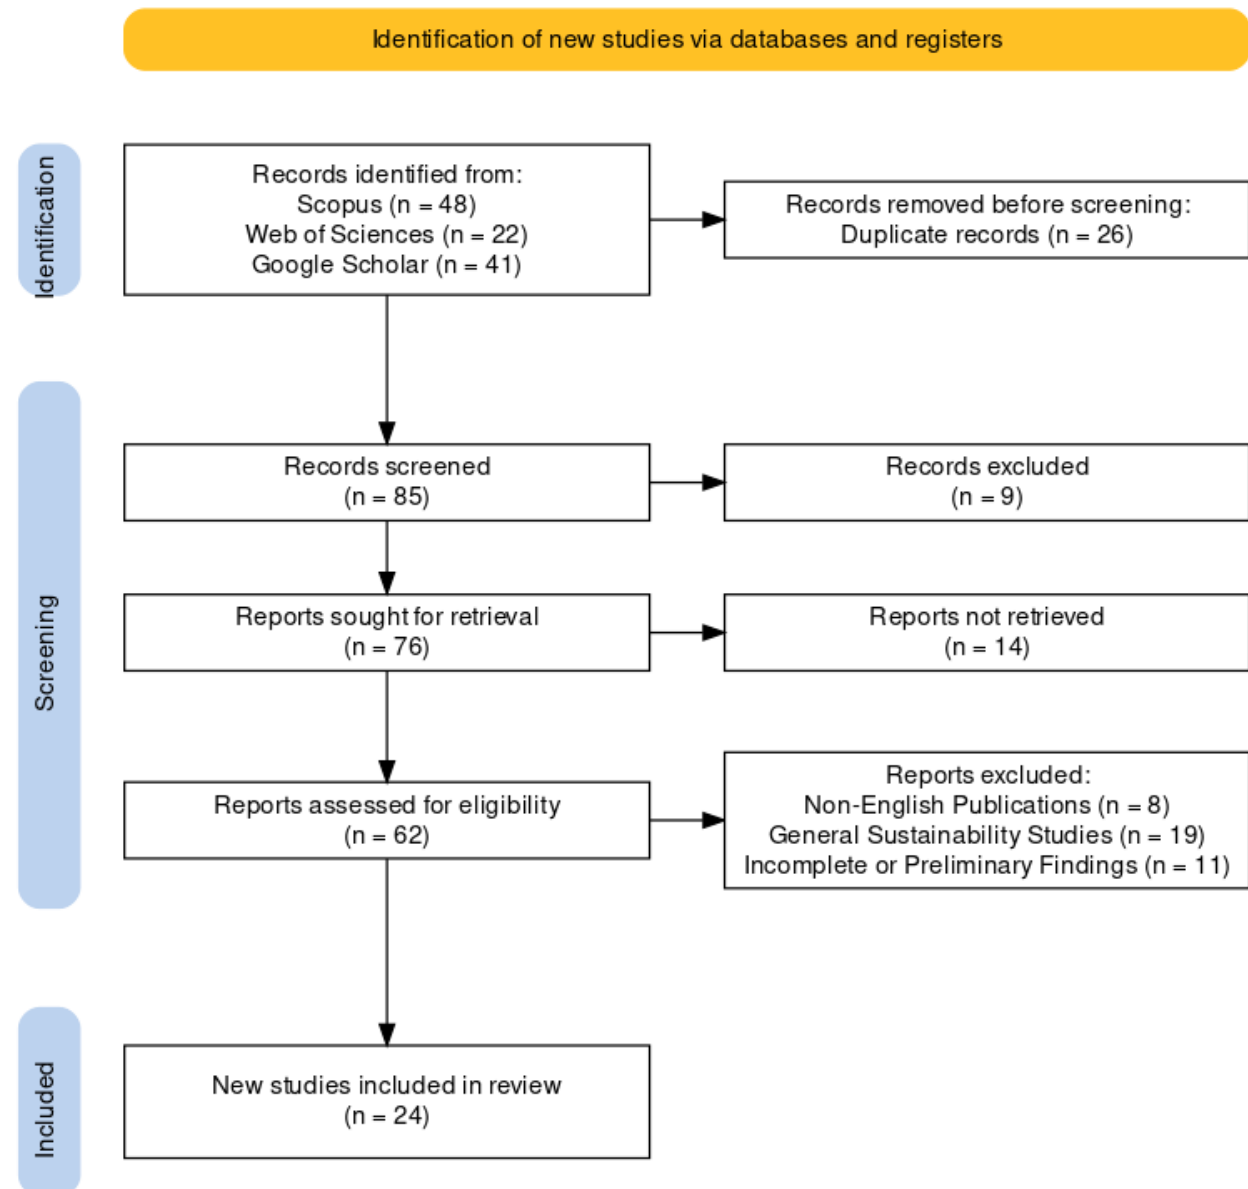 Identification of new studies via databases and registers
Identification
Records identified from:
Scopus (n = 48)
Web of Sciences (n = 22)
Google Scholar (n = 41)
Records removed before screening:
Duplicate records (n = 26)
Screening
Records screened
(n = 85)
Records excluded
(n = 9)
Reports sought for retrieval
(n = 76)
Reports not retrieved
(n = 14)
Reports assessed for eligibility
(n = 62)
Reports excluded:
Non-English Publications (n = 8)
General Sustainability Studies (n = 19)
Incomplete or Preliminary Findings (n = 11)
Included
New studies included in review
(n = 24)